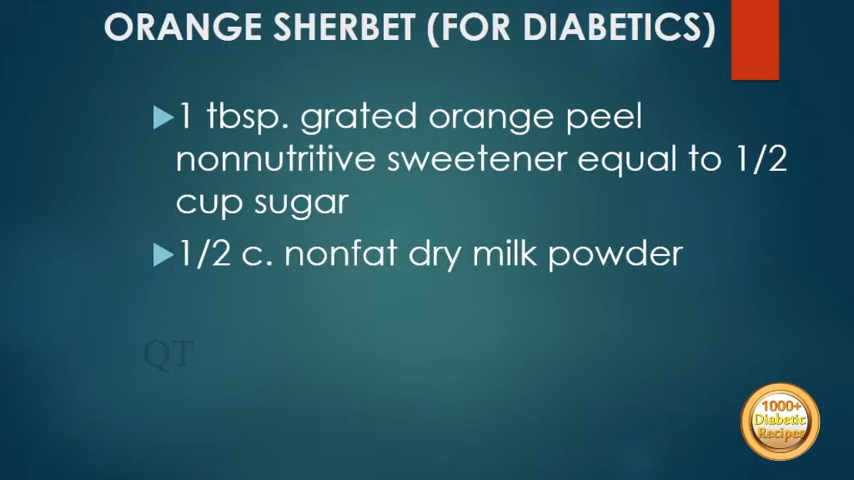 ORANGE SHERBET (FOR DIABETICS)
1 tbsp. grated orange peel
nonnutritive sweetener equal to 1/2
cup sugar
1/2 c. nonfat dry milk powder
QT
1000+
Diabetic
Recipes